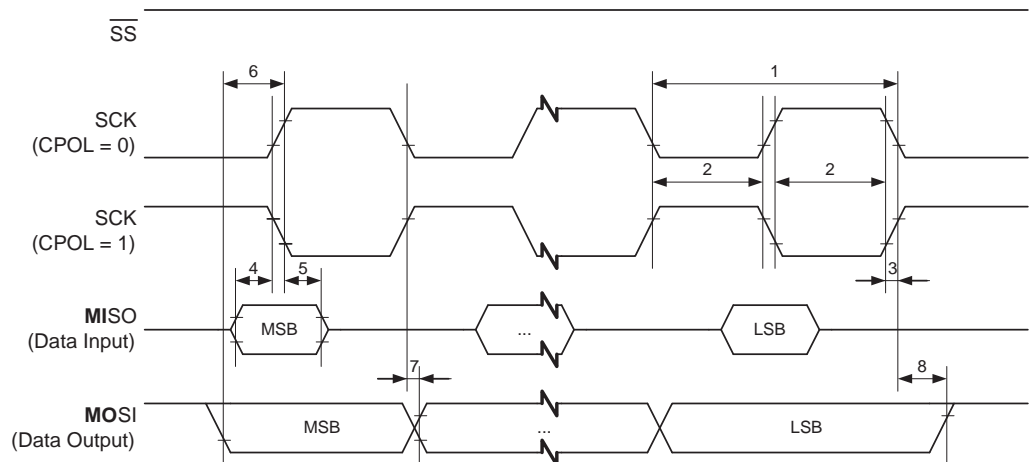 SS
6
1
SCK
(CPOL = 0)
2
2
SCK
(CPOL = 1)
4
5
3
MISO
(Data Input)
MSB
...
LSB
7
8
MOSI
(Data Output)
MSB
...
LSB